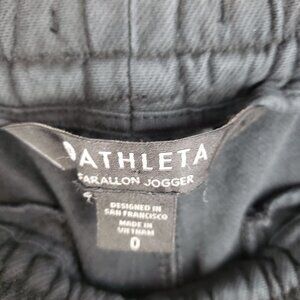 ATHLETA
FARALLON JOGGER
DESIGNED IN
SAN FRANCISCO
MADE IN
VIETNAM
0